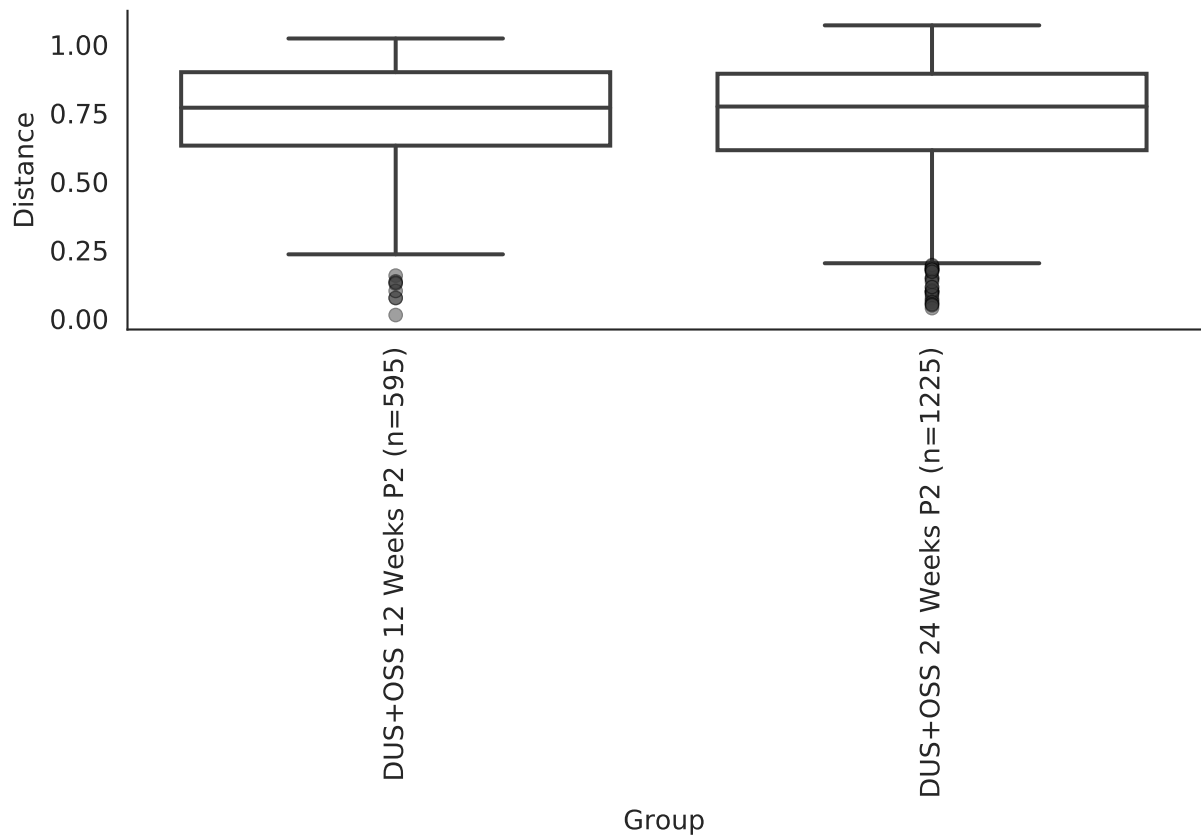 Distance
1.00
0.75
0.50
0.25
0.00
DUS+OSS 12 Weeks P2 (n=595)
DUS+OSS 24 Weeks P2 (n=1225)
Group